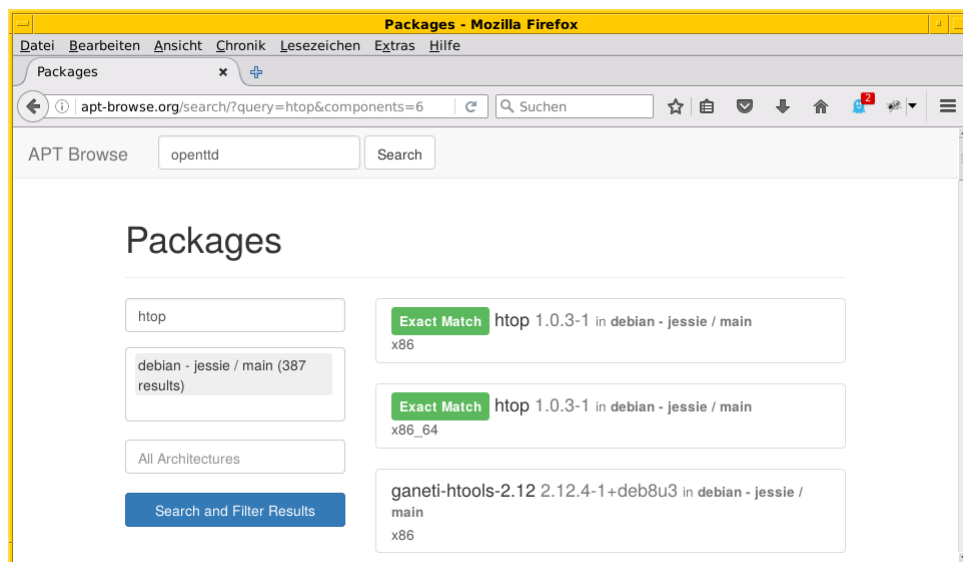 Packages - Mozilla Firefox
Datei Bearbeiten Ansicht Chronik Lesezeichen Extras Hilfe
Packages
apt-browse.org/search/?query=htop&components=6
Suchen
2
APT Browse
openttd
Search
Packages
htop
debian - jessie / main (387
results)
All Architectures
Search and Filter Results
Exact Match htop 1.0.3-1 in debian - jessie / main
x86
Exact Match htop 1.0.3-1 in debian - jessie / main
x86_64
ganeti-htools-2.12 2.12.4-1+deb8u3 in debian - jessie /
main
x86